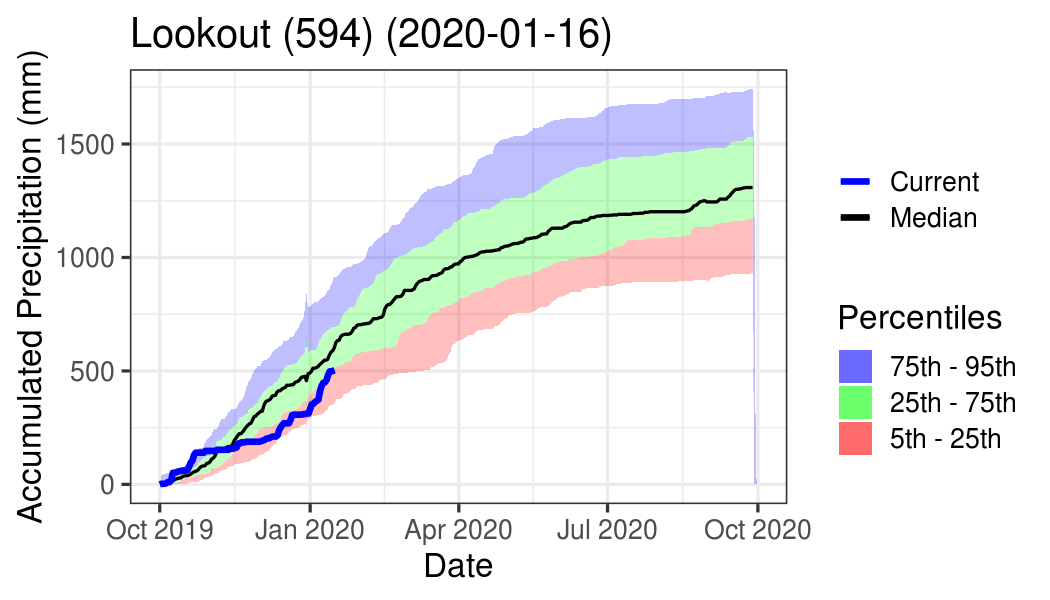 Lookout (594) (2020-01-16)
Accumulated Precipitation (mm)
1500
1000
500
0
Oct 2019
Jan 2020
Apr 2020
Jul 2020
Oct 2020
Date
Current
Median
Percentiles
75th - 95th
25th - 75th
5th - 25th